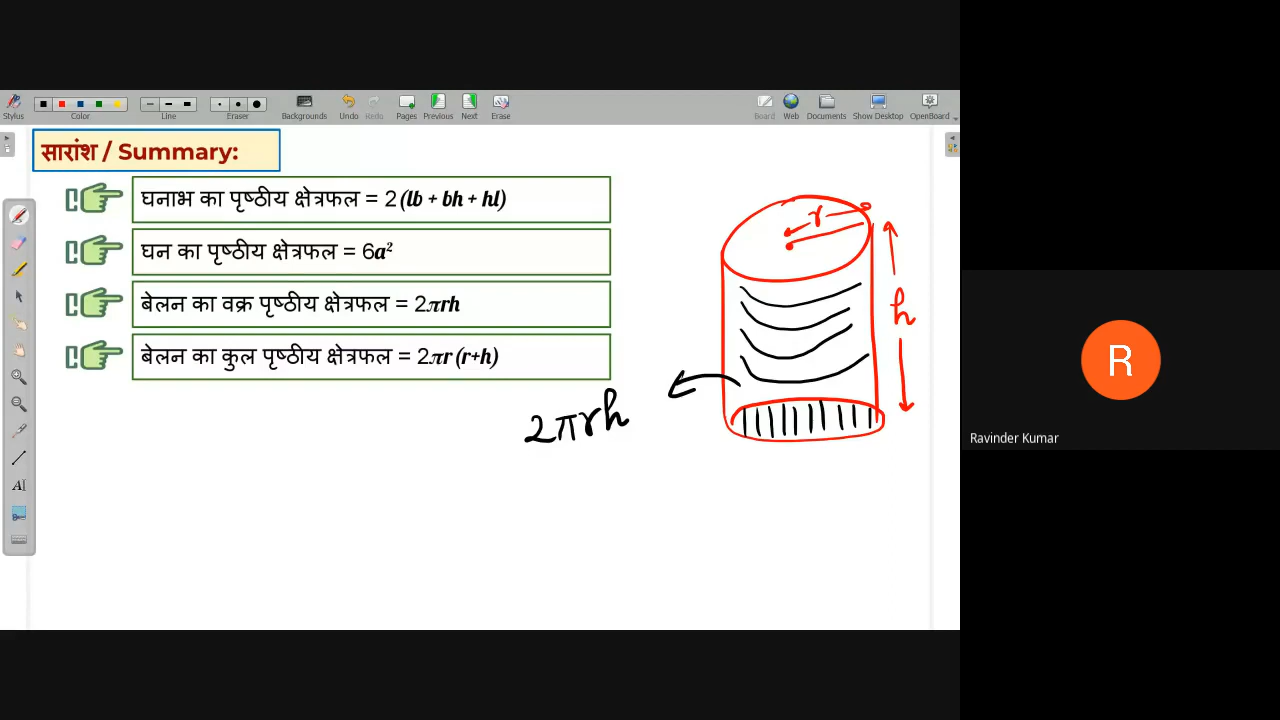 Stylus
Color
Line
Eraser
Backgrounds
Undo
Redo
Pages
Previous
Next
Erase
Board
Web
Documents
Show Desktop
OpenBoard
सारांश / Summary:
घनाभ का पृष्ठीय क्षेत्रफल = 2(lb + bh + hl)
घन का पृष्ठीय क्षेत्रफल = 6a²
बेलन का वक्र पृष्ठीय क्षेत्रफल = 2πrh
बेलन का कुल पृष्ठीय क्षेत्रफल = 2πr(r+h)
r
h
2πrh
AI
R
Ravinder Kumar